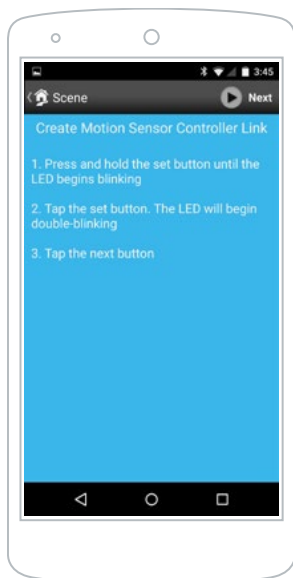 3:45
Scene
Next
Create Motion Sensor Controller Link
1. Press and hold the set button until the
LED begins blinking
2. Tap the set button. The LED will begin
double-blinking
3. Tap the next button